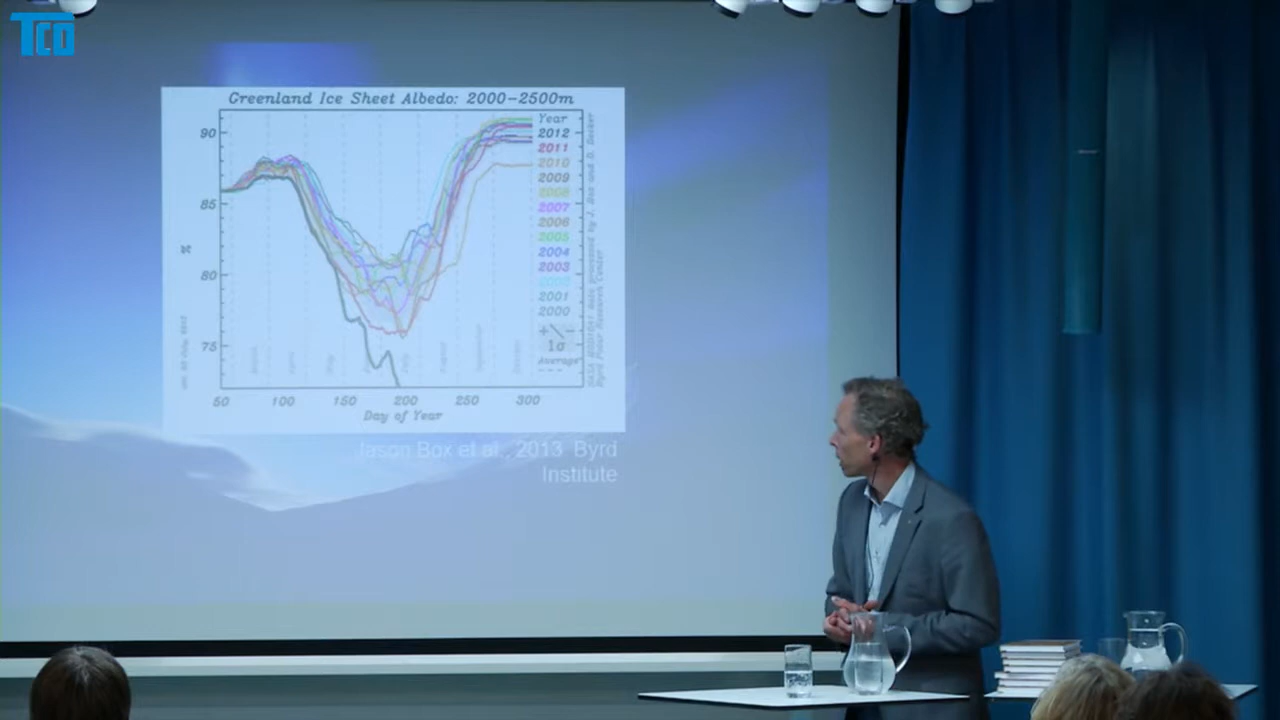 TCO
Greenland Ice Sheet Albedo: 2000-2500m
90
85
80
75
%
50 100 150 200 250 300
Day of Year
Year
2012
2011
2010
2009
2008
2007
2006
2005
2004
2003
2002
2001
2000
+/-
1σ
Average
Jason Box et al., 2013 Byrd
Institute